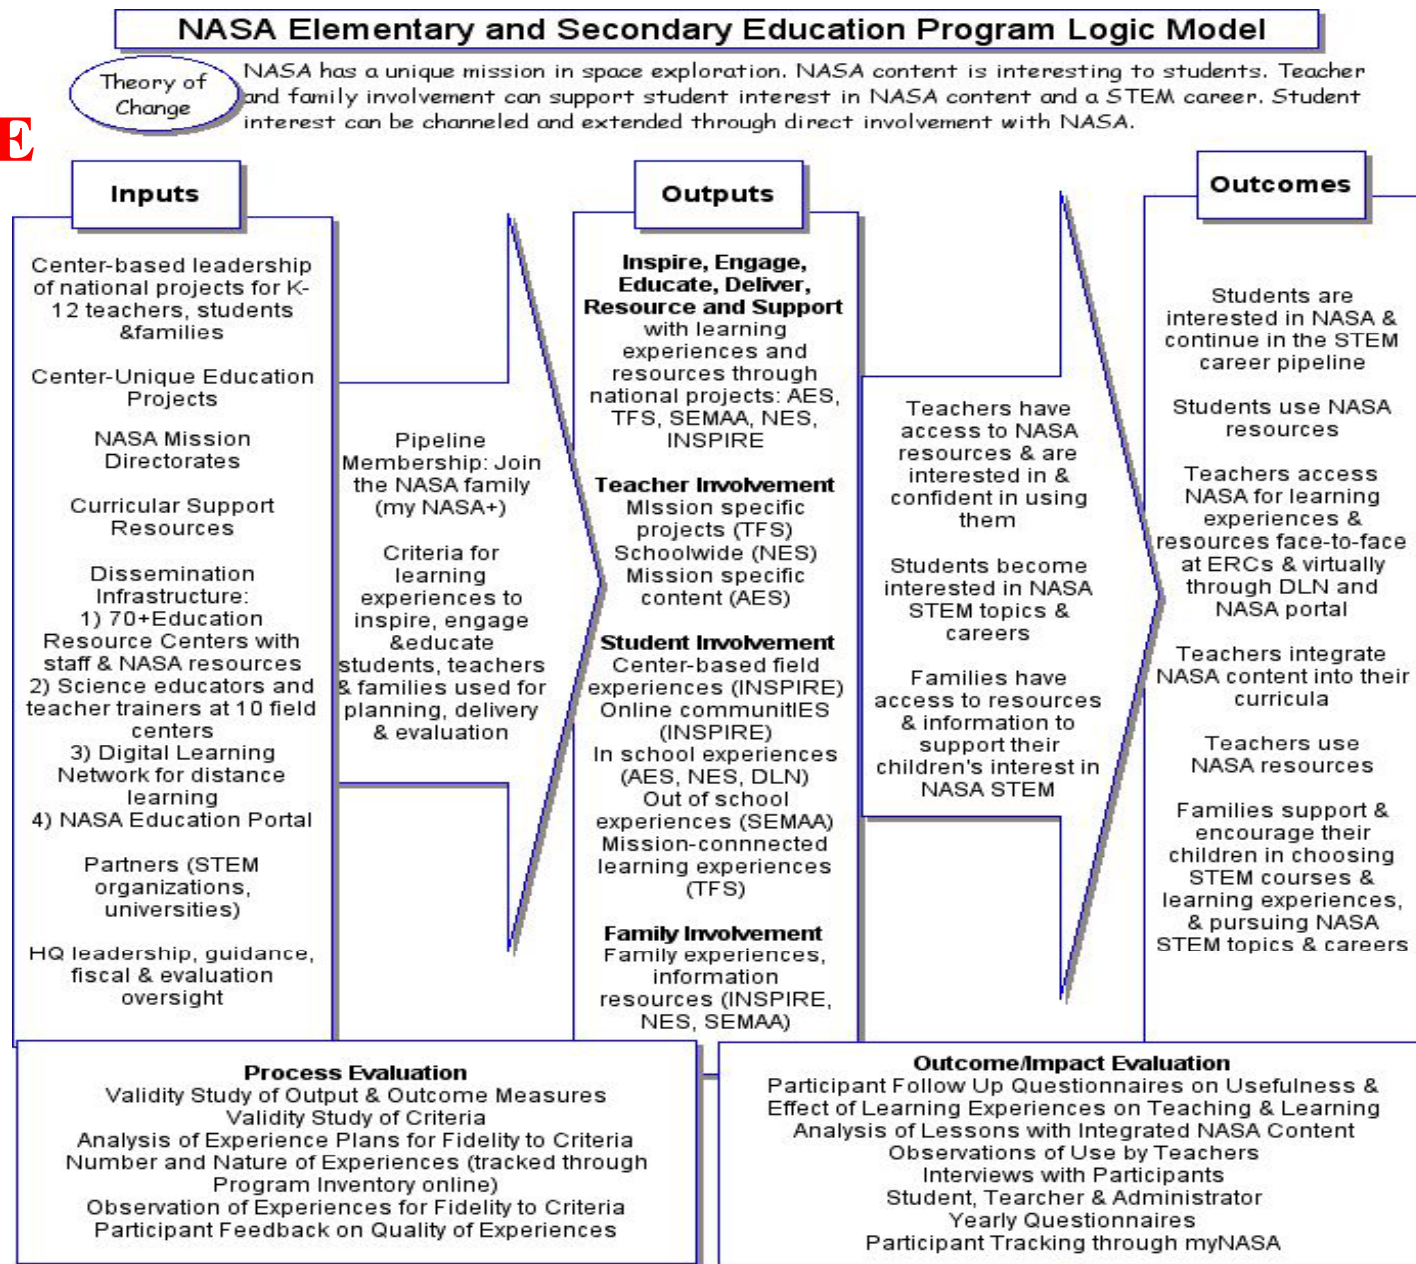 NASA Elementary and Secondary Education Program Logic Model
Theory of
Change
NASA has a unique mission in space exploration. NASA content is interesting to students. Teacher
and family involvement can support student interest in NASA content and a STEM career. Student
interest can be channeled and extended through direct involvement with NASA.
E
Inputs
Center-based leadership
of national projects for K-
12 teachers, students
&families
Center-Unique Education
Projects
NASA Mission
Directorates
Curricular Support
Resources
Dissemination
Infrastructure:
1) 70+Education
Resource Centers with
staff & NASA resources
2) Science educators and
teacher trainers at 10 field
centers
3) Digital Learning
Network for distance
learning
4) NASA Education Portal
Partners (STEM
organizations,
universities)
HQ leadership, guidance,
fiscal & evaluation
oversight
Pipeline
Membership: Join
the NASA family
(my NASA+)
Criteria for
learning
experiences to
inspire, engage
&educate
students, teachers
& families used for
planning, delivery
& evaluation
Outputs
Inspire, Engage,
Educate, Deliver,
Resource and Support
with learning
experiences and
resources through
national projects: AES,
TFS, SEMAA, NES,
INSPIRE
Teacher Involvement
MIssion specific
projects (TFS)
Schoolwide (NES)
Mission specific
content (AES)
Student Involvement
Center-based field
experiences (INSPIRE)
Online communitIES
(INSPIRE)
In school experiences
(AES, NES, DLN)
Out of school
experiences (SEMAA)
Mission-connnected
learning experiences
(TFS)
Family Involvement
Family experiences,
information
resources (INSPIRE,
NES, SEMAA)
Teachers have
access to NASA
resources & are
interested in &
confident in using
them
Students become
interested in NASA
STEM topics &
careers
Families have
access to resources
& information to
support their
children's interest in
NASA STEM
Outcomes
Students are
interested in NASA &
continue in the STEM
career pipeline
Students use NASA
resources
Teachers access
NASA for learning
experiences &
resources face-to-face
at ERCs & virtually
through DLN and
NASA portal
Teachers integrate
NASA content into their
curricula
Teachers use
NASA resources
Families support &
encourage their
children in choosing
STEM courses &
learning experiences,
& pursuing NASA
STEM topics & careers
Process Evaluation
Validity Study of Output & Outcome Measures
Validity Study of Criteria
Analysis of Experience Plans for Fidelity to Criteria
Number and Nature of Experiences (tracked through
Program Inventory online)
Observation of Experiences for Fidelity to Criteria
Participant Feedback on Quality of Experiences
Outcome/Impact Evaluation
Participant Follow Up Questionnaires on Usefulness &
Effect of Learning Experiences on Teaching & Learning
Analysis of Lessons with Integrated NASA Content
Observations of Use by Teachers
Interviews with Participants
Student, Tearcher & Administrator
Yearly Questionnaires
Participant Tracking through myNASA